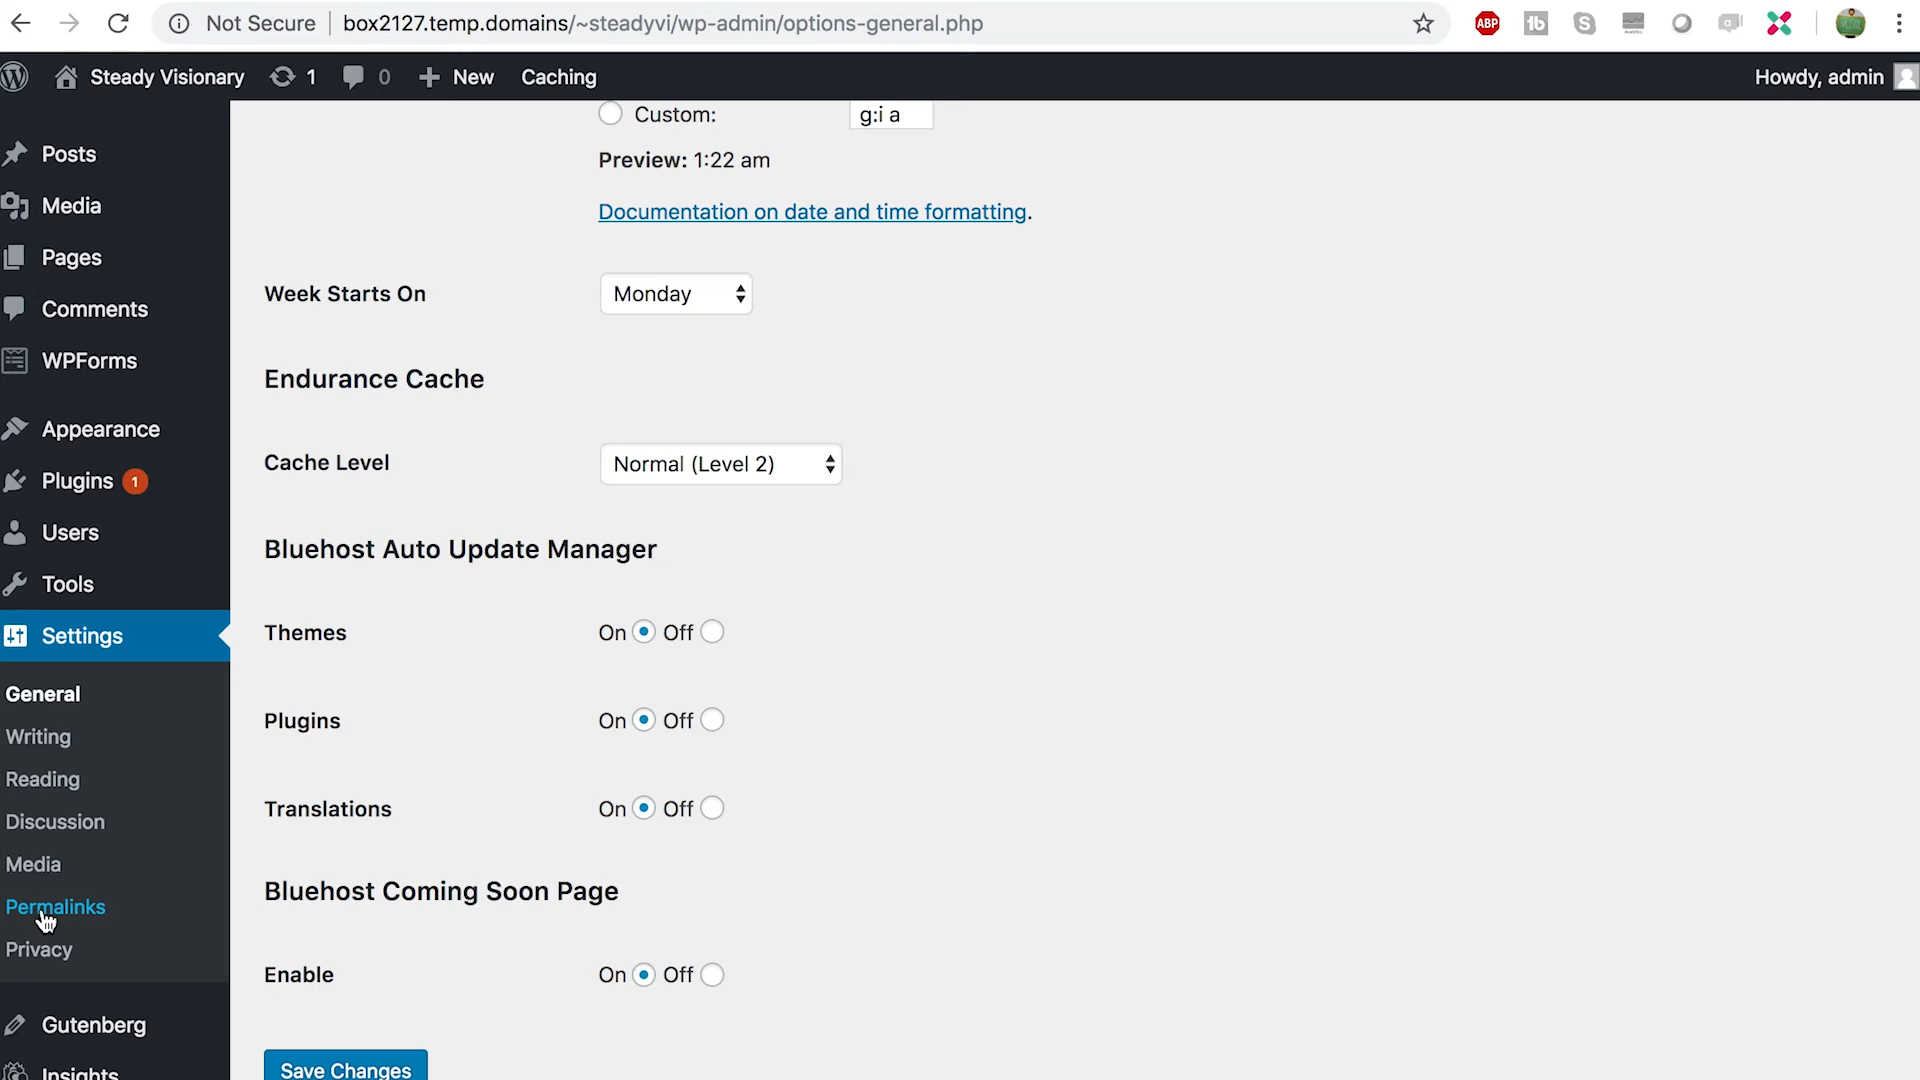 Not Secure box2127.temp.domains/~steadyvi/wp-admin/options-general.php
ABP
Steady Visionary 1 0 New Caching Howdy, admin
Posts
Media
Pages
Comments
WPForms
Appearance
Plugins 1
Users
Tools
Settings
General
Writing
Reading
Discussion
Media
Permalinks
Privacy
Gutenberg
Insights
Custom: g:i a
Preview: 1:22 am
Documentation on date and time formatting.
Week Starts On Monday
Endurance Cache
Cache Level Normal (Level 2)
Bluehost Auto Update Manager
Themes On Off
Plugins On Off
Translations On Off
Bluehost Coming Soon Page
Enable On Off
Save Changes